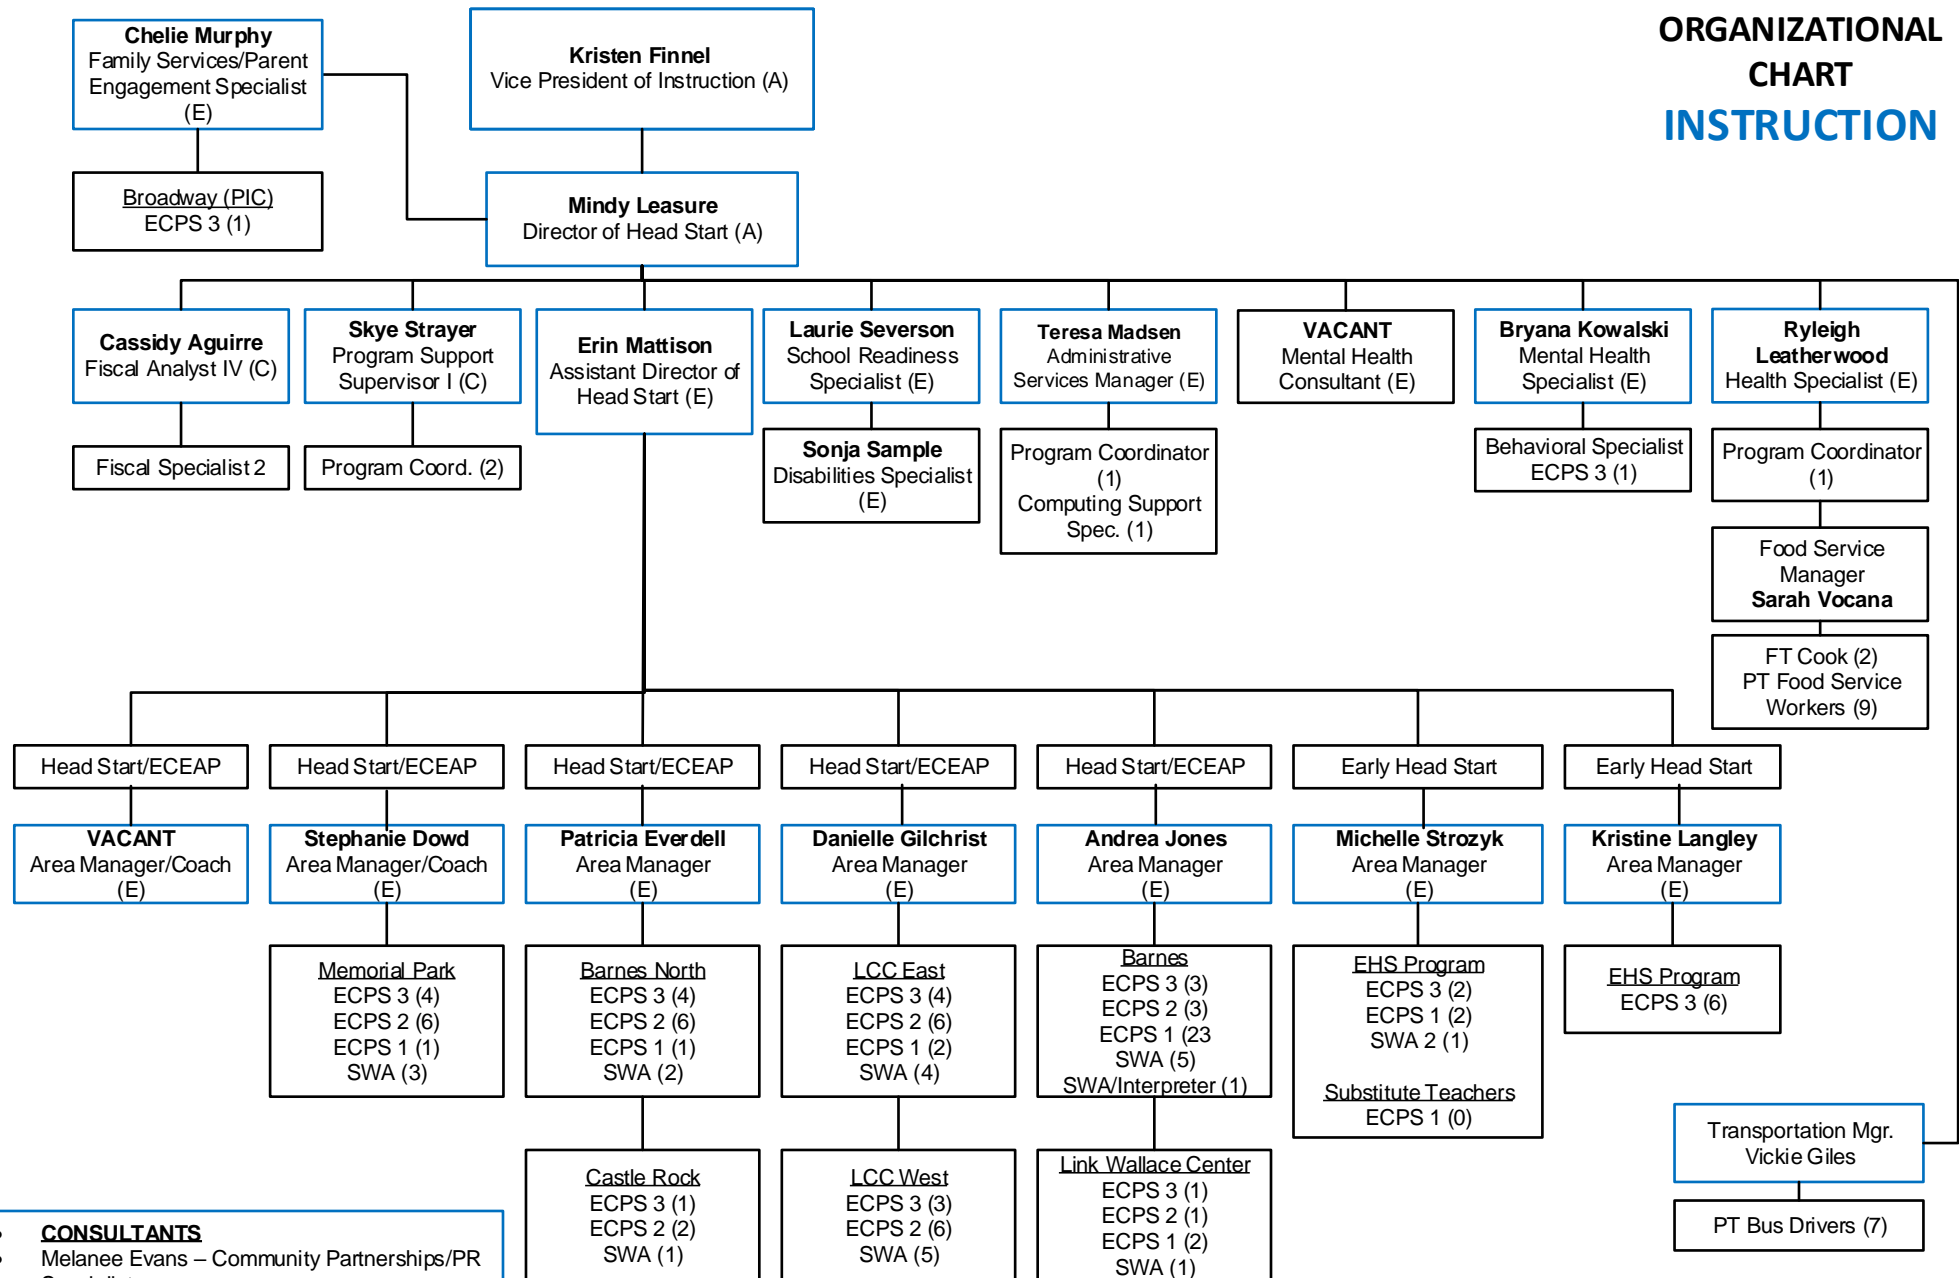 ORGANIZATIONAL
CHART
INSTRUCTION
Chelie Murphy
Family Services/Parent
Engagement Specialist
(E)
Kristen Finnel
Vice President of Instruction (A)
Broadway (PIC)
ECPS 3 (1)
Mindy Leasure
Director of Head Start (A)
Cassidy Aguirre
Fiscal Analyst IV (C)
Skye Strayer
Program Support
Supervisor I (C)
Erin Mattison
Assistant Director of
Head Start (E)
Laurie Severson
School Readiness
Specialist (E)
Teresa Madsen
Administrative
Services Manager (E)
VACANT
Mental Health
Consultant (E)
Bryana Kowalski
Mental Health
Specialist (E)
Ryleigh
Leatherwood
Health Specialist (E)
Fiscal Specialist 2
Program Coord. (2)
Sonja Sample
Disabilities Specialist
(E)
Program Coordinator
(1)
Computing Support
Spec. (1)
Behavioral Specialist
ECPS 3 (1)
Program Coordinator
(1)
Food Service
Manager
Sarah Vocana
FT Cook (2)
PT Food Service
Workers (9)
Head Start/ECEAP
Head Start/ECEAP
Head Start/ECEAP
Head Start/ECEAP
Head Start/ECEAP
Early Head Start
Early Head Start
VACANT
Area Manager/Coach
(E)
Stephanie Dowd
Area Manager/Coach
(E)
Patricia Everdell
Area Manager
(E)
Danielle Gilchrist
Area Manager
(E)
Andrea Jones
Area Manager
(E)
Michelle Strozyk
Area Manager
(E)
Kristine Langley
Area Manager
(E)
Memorial Park
ECPS 3 (4)
ECPS 2 (6)
ECPS 1 (1)
SWA (3)
Barnes North
ECPS 3 (4)
ECPS 2 (6)
ECPS 1 (1)
SWA (2)
LCC East
ECPS 3 (4)
ECPS 2 (6)
ECPS 1 (2)
SWA (4)
Barnes
ECPS 3 (3)
ECPS 2 (3)
ECPS 1 (23
SWA (5)
SWA/Interpreter (1)
EHS Program
ECPS 3 (2)
ECPS 1 (2)
SWA 2 (1)
Substitute Teachers
ECPS 1 (0)
EHS Program
ECPS 3 (6)
Castle Rock
ECPS 3 (1)
ECPS 2 (2)
SWA (1)
LCC West
ECPS 3 (3)
ECPS 2 (6)
SWA (5)
Link Wallace Center
ECPS 3 (1)
ECPS 2 (1)
ECPS 1 (2)
SWA (1)
Transportation Mgr.
Vickie Giles
PT Bus Drivers (7)
CONSULTANTS
Melanee Evans – Community Partnerships/PR